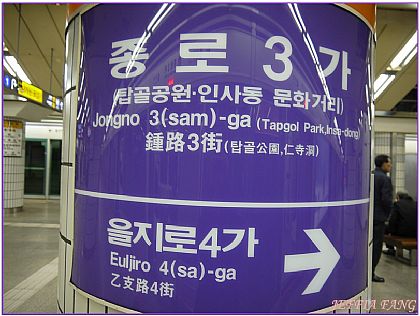 종로3가
(탑골공원·인사동 문화거리)
Jongno 3(sam)-ga (Tapgol Park,Insa-dong)
鍾路3街(탑골公園,仁寺洞)
을지로4가
Euljiro 4(sa)-ga
乙支路4街
JEFFIA FANG